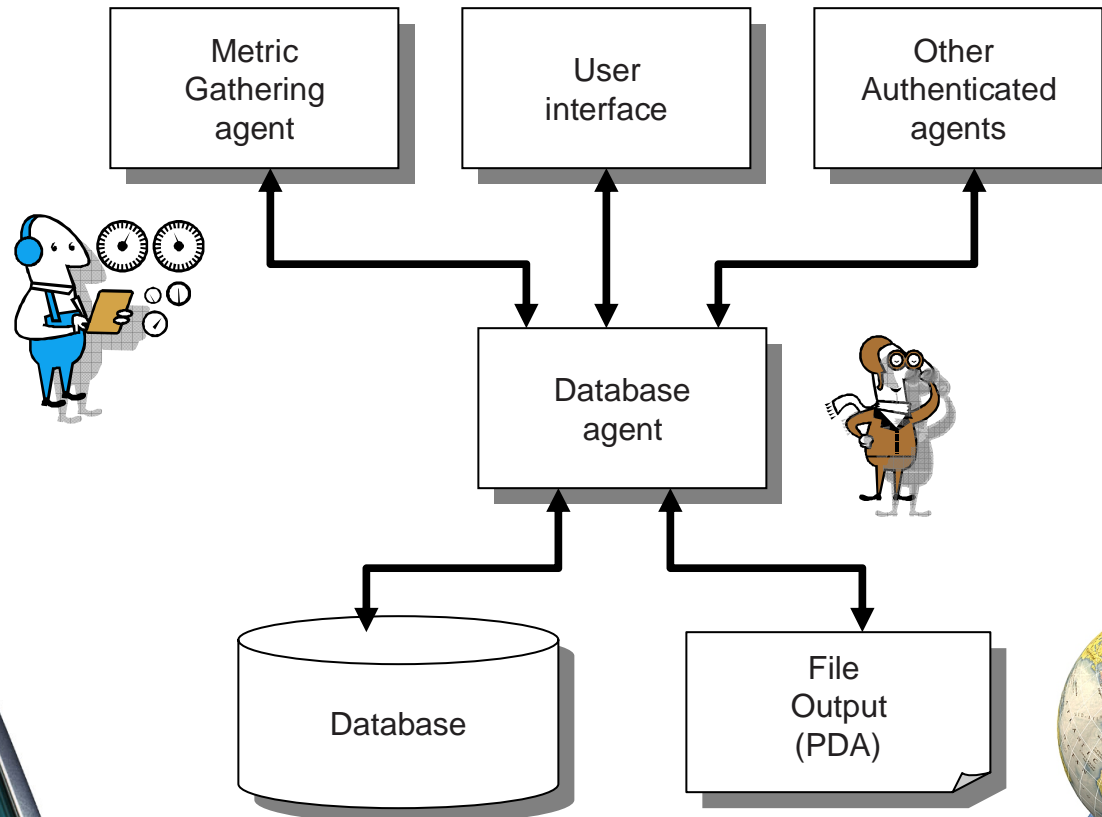 Metric
Gathering
agent
User
interface
Other
Authenticated
agents
Database
agent
Database
File
Output
(PDA)